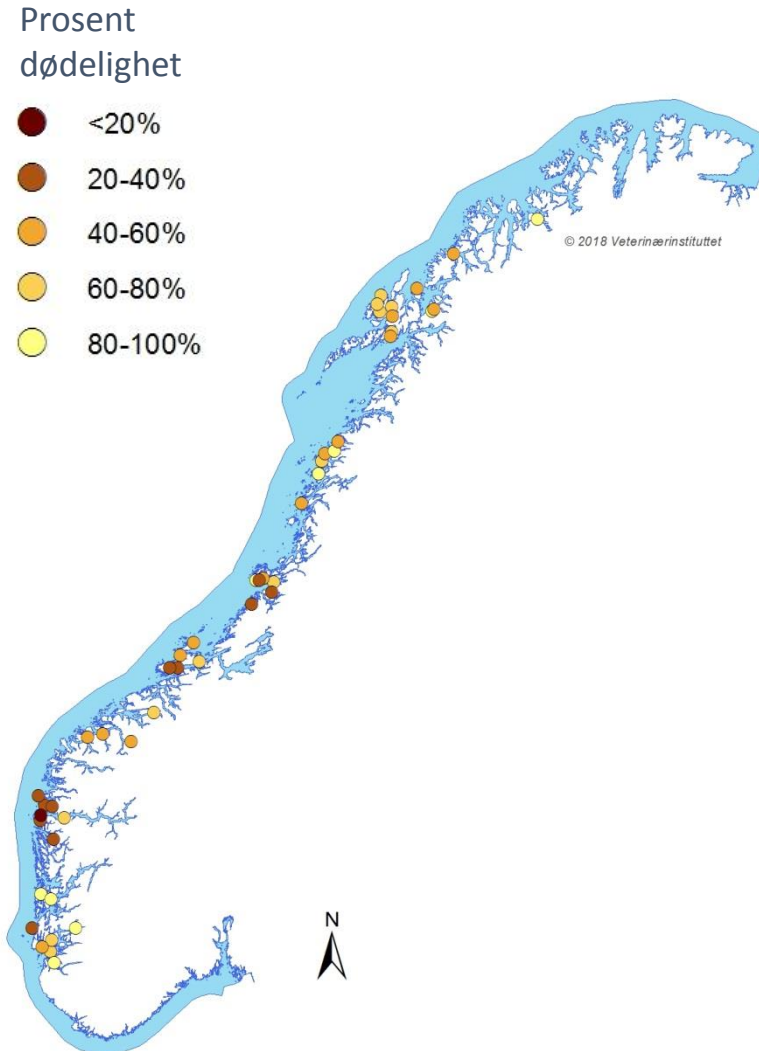 Prosent
dødelighet
<20%
20-40%
40-60%
60-80%
80-100%
© 2018 Veterinærinstituttet
N